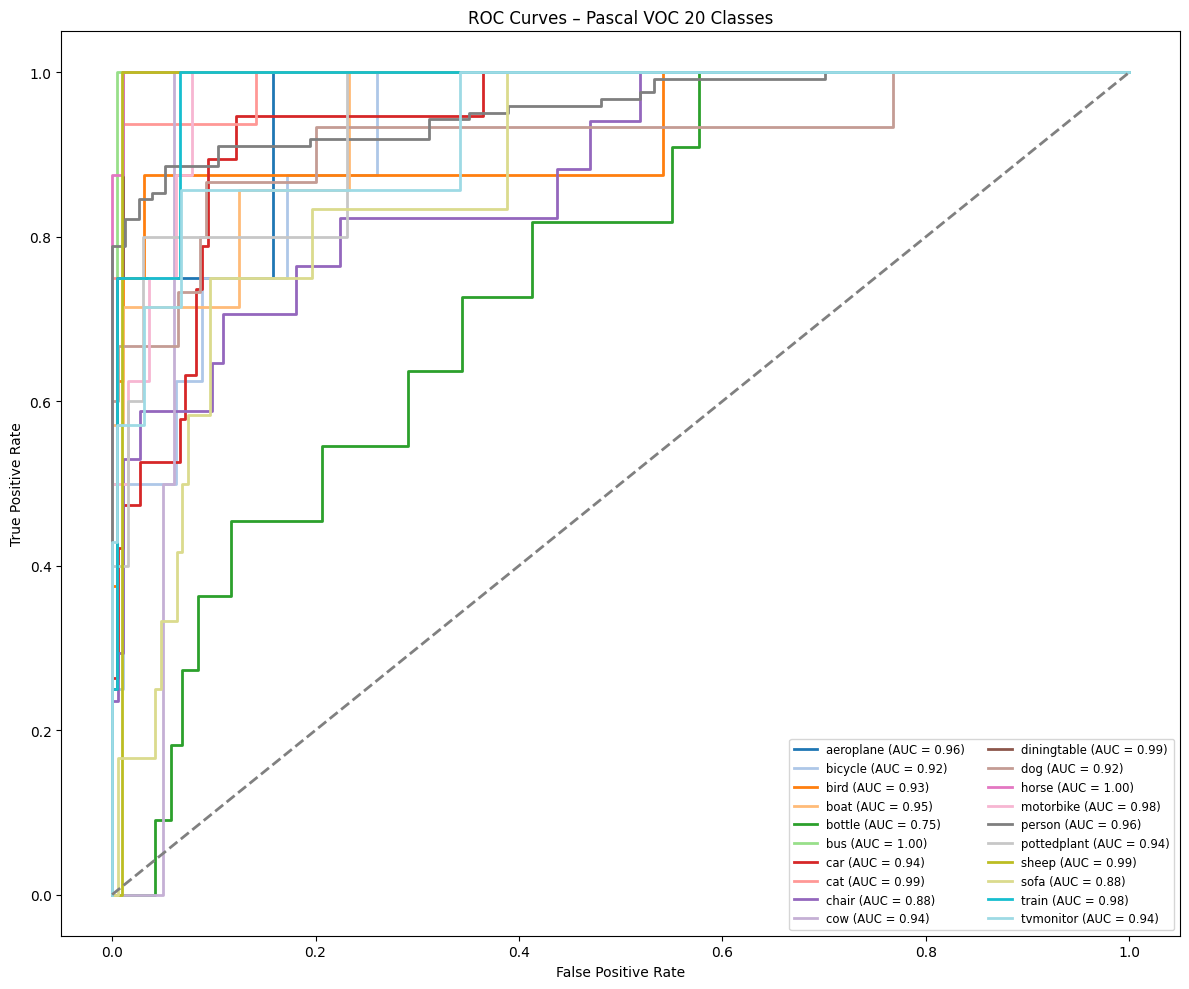 ROC Curves – Pascal VOC 20 Classes
True Positive Rate
1.0
0.8
0.6
0.4
0.2
0.0
0.0 0.2 0.4 0.6 0.8 1.0
False Positive Rate
aeroplane (AUC = 0.96)
bicycle (AUC = 0.92)
bird (AUC = 0.93)
boat (AUC = 0.95)
bottle (AUC = 0.75)
bus (AUC = 1.00)
car (AUC = 0.94)
cat (AUC = 0.99)
chair (AUC = 0.88)
cow (AUC = 0.94)
diningtable (AUC = 0.99)
dog (AUC = 0.92)
horse (AUC = 1.00)
motorbike (AUC = 0.98)
person (AUC = 0.96)
pottedplant (AUC = 0.94)
sheep (AUC = 0.99)
sofa (AUC = 0.88)
train (AUC = 0.98)
tvmonitor (AUC = 0.94)